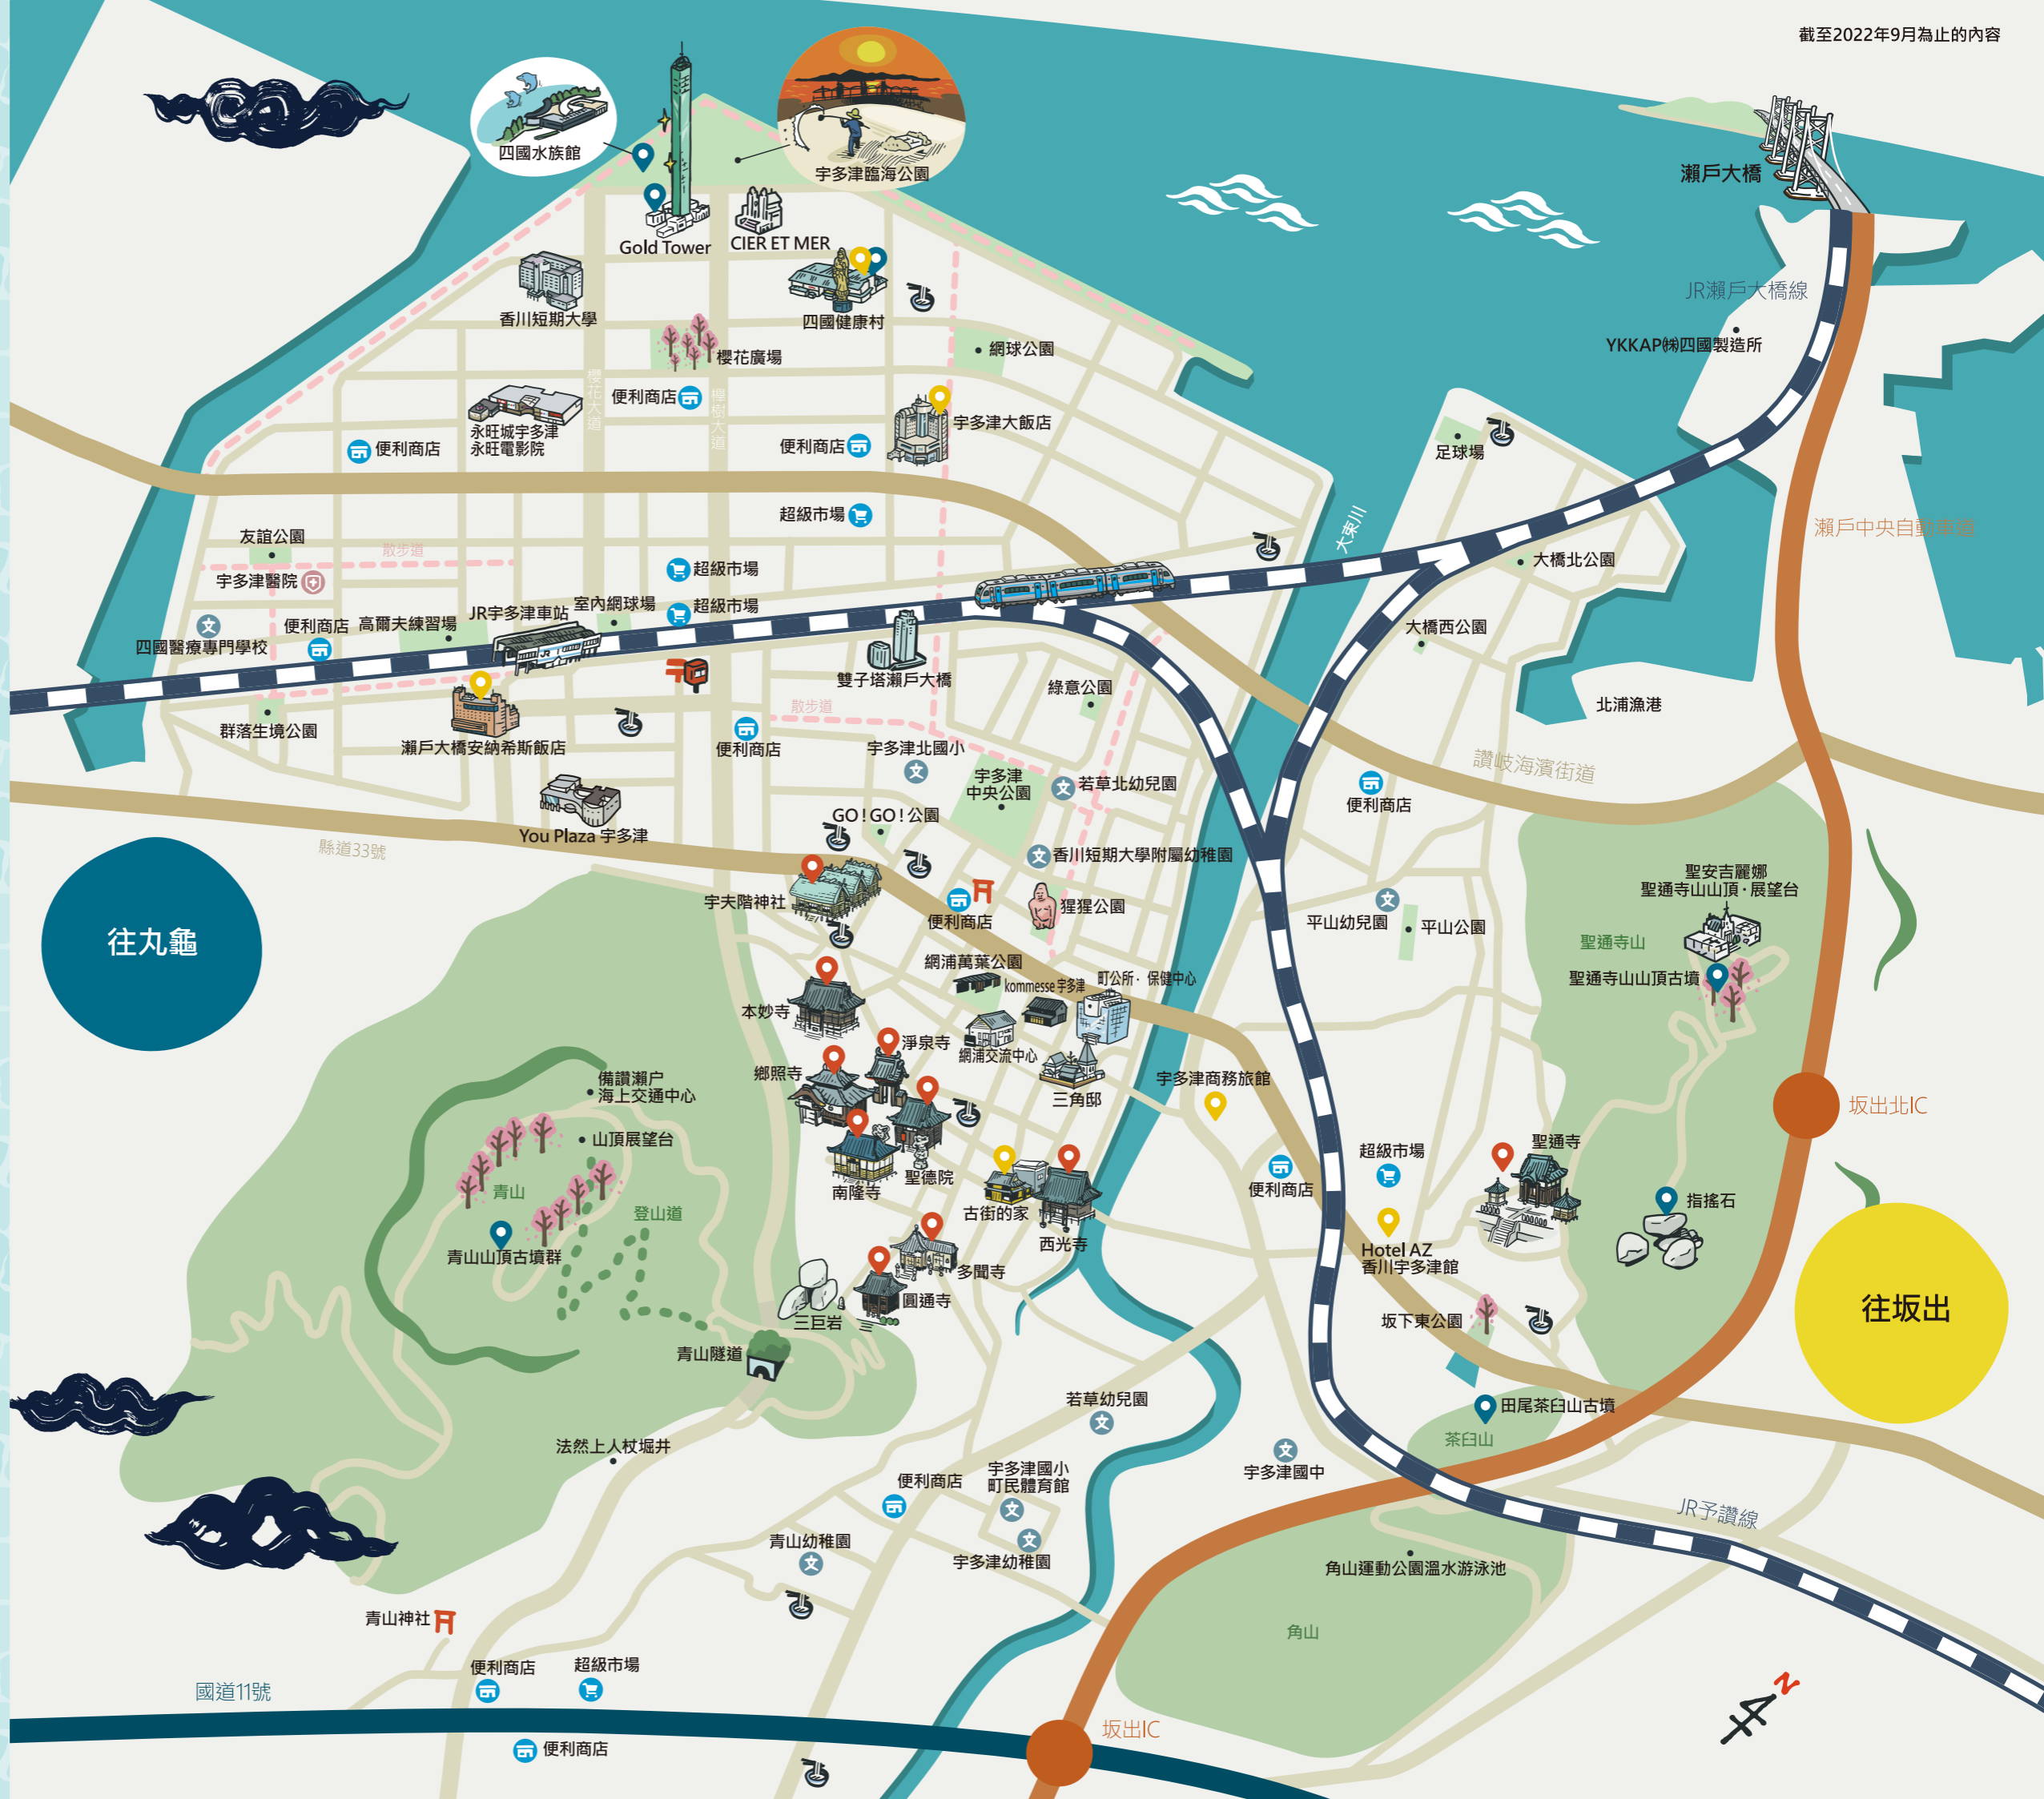 截至2022年9月為止的內容
四國水族館
宇多津臨海公園
瀨戶大橋
Gold Tower
CIER ET MER
JR瀨戶大橋線
香川短期大學
四國健康村
YKKAP㈱四國製造所
櫻花廣場
網球公園
櫻花大道
櫸樹大道
便利商店
永旺城宇多津
永旺電影院
便利商店
便利商店
宇多津大飯店
足球場
超級市場
大束川
瀨戶中央自動車道
友誼公園
散步道
宇多津醫院
超級市場
大橋北公園
四國醫療專門學校
便利商店
高爾夫練習場
JR宇多津車站
室內網球場
超級市場
大橋西公園
雙子塔瀨戶大橋
綠意公園
北浦漁港
群落生境公園
瀨戶大橋安納希斯飯店
散步道
便利商店
宇多津北國小
讚岐海濱街道
宇多津
中央公園
若草北幼兒園
便利商店
You Plaza 宇多津
GO!GO!公園
縣道33號
香川短期大學附屬幼稚園
聖安吉麗娜
聖通寺山山頂·展望台
宇夫階神社
便利商店
猩猩公園
平山幼兒園
平山公園
往丸龜
聖通寺山
網浦萬葉公園
kommesse 宇多津
町公所· 保健中心
聖通寺山山頂古墳
本妙寺
淨泉寺
網浦交流中心
鄉照寺
三角邸
宇多津商務旅館
備讚瀨户
海上交通中心
坂出北IC
山頂展望台
超級市場
聖通寺
青山
南隆寺
聖德院
便利商店
指搖石
登山道
古街的家
西光寺
青山山頂古墳群
Hotel AZ
香川宇多津館
多聞寺
圓通寺
三巨岩
坂下東公園
往坂出
青山隧道
若草幼兒園
田尾茶臼山古墳
茶臼山
法然上人杖堀井
宇多津國小
町民體育館
宇多津國中
便利商店
JR予讚線
青山幼稚園
宇多津幼稚園
角山運動公園溫水游泳池
青山神社
角山
便利商店
超級市場
國道11號
N
坂出IC
便利商店